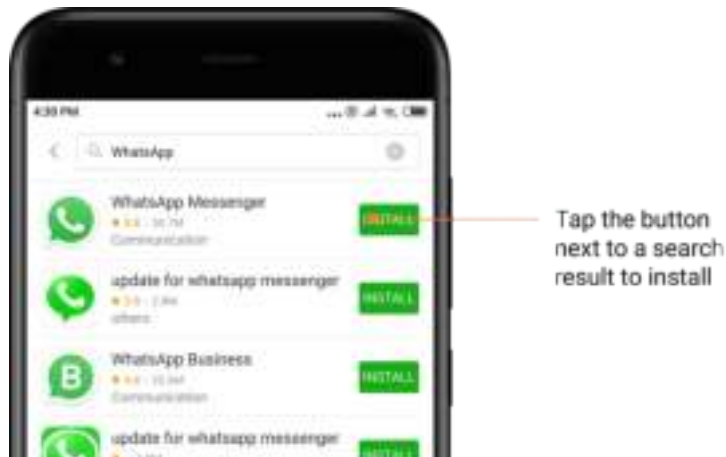 4:30 PM
WhatsApp
WhatsApp Messenger
INSTALL
Communication
Tap the button
next to a search
result to install
update for whatsapp messenger
INSTALL
others
WhatsApp Business
INSTALL
Communication
update for whatsapp messenger
INSTALL